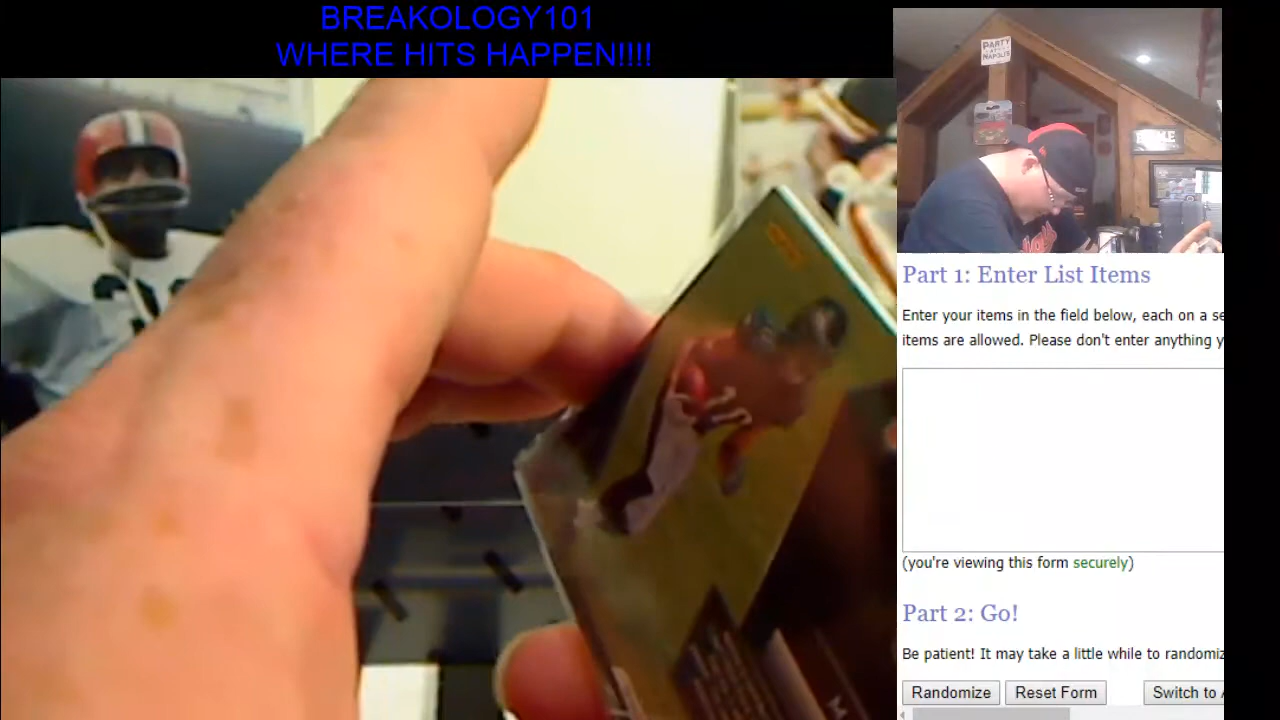 BREAKOLOGY101
WHERE HITS HAPPEN!!!!
PARTY
Part 1: Enter List Items
Enter your items in the field below, each on a se
items are allowed. Please don't enter anything y
(you're viewing this form securely)
Part 2: Go!
Be patient! It may take a little while to randomiz
Randomize
Reset Form
Switch to